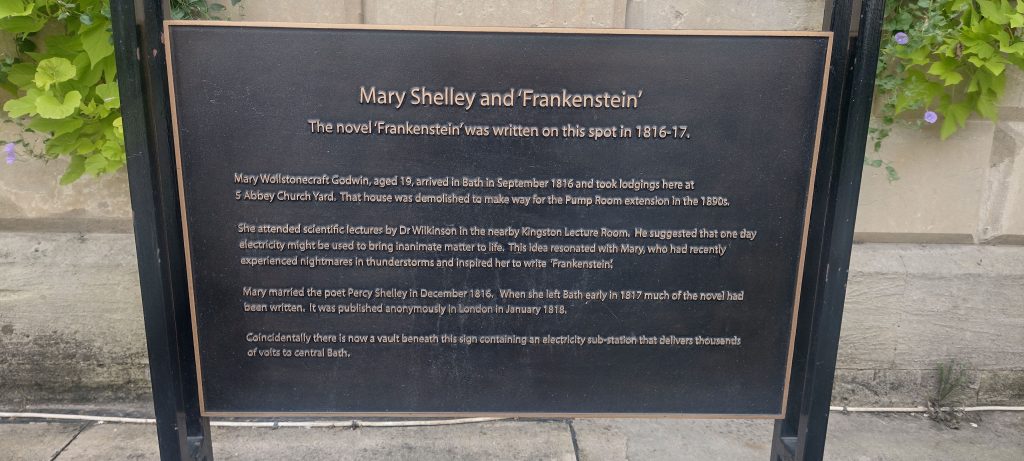 Mary Shelley and 'Frankenstein'
The novel 'Frankenstein' was written on this spot in 1816-17.
Mary Wollstonecraft Godwin, aged 19, arrived in Bath in September 1816 and took lodgings here at
5 Abbey Church Yard. That house was demolished to make way for the Pump Room extension in the 1890s.
She attended scientific lectures by Dr Wilkinson in the nearby Kingston Lecture Room. He suggested that one day
electricity might be used to bring inanimate matter to life. This idea resonated with Mary, who had recently
experienced nightmares in thunderstorms and inspired her to write 'Frankenstein'.
Mary married the poet Percy Shelley in December 1816. When she left Bath early in 1817 much of the novel had
been written. It was published anonymously in London in January 1818.
Coincidentally there is now a vault beneath this sign containing an electricity sub-station that delivers thousands
of volts to central Bath.